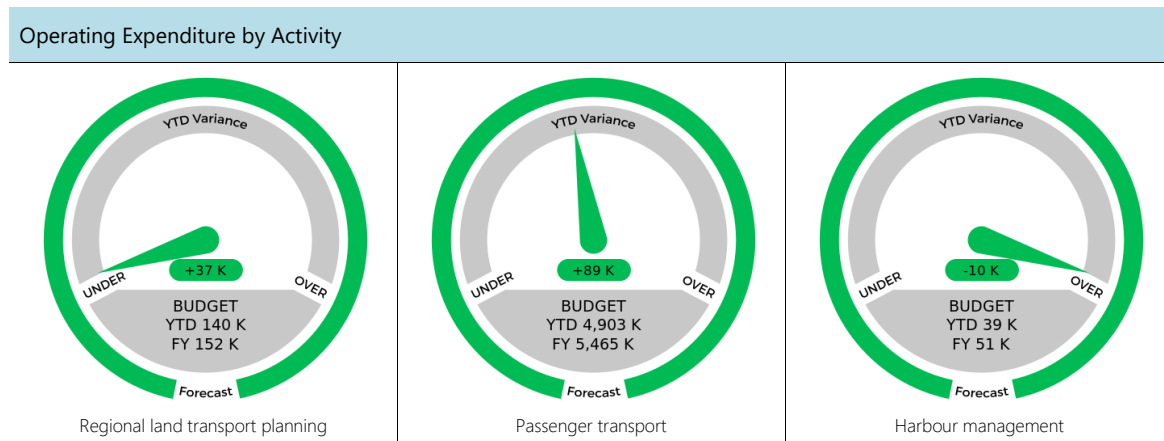 Operating Expenditure by Activity
YTD Variance
+37 K
UNDER
OVER
BUDGET
YTD 140 K
FY 152 K
Forecast
Regional land transport planning
YTD Variance
+89 K
UNDER
OVER
BUDGET
YTD 4,903 K
FY 5,465 K
Forecast
Passenger transport
YTD Variance
-10 K
UNDER
OVER
BUDGET
YTD 39 K
FY 51 K
Forecast
Harbour management